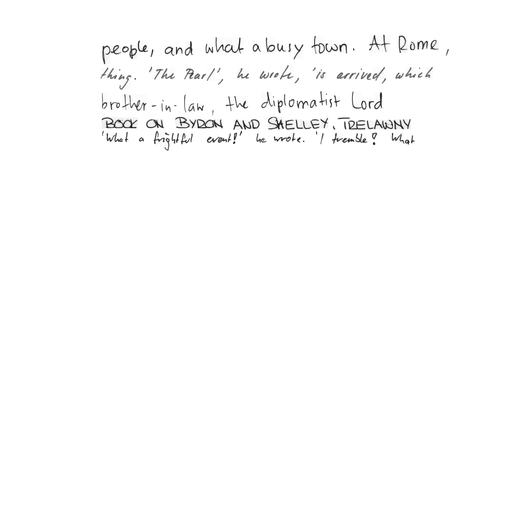 people, and what a busy town. At Rome,
thing. 'The Pearl', he wrote, 'is arrived, which
brother-in-law, the diplomatist Lord
BOOK ON BYRON AND SHELLEY, TRELAWNY
'What a frightful event!' he wrote. 'I tremble! What